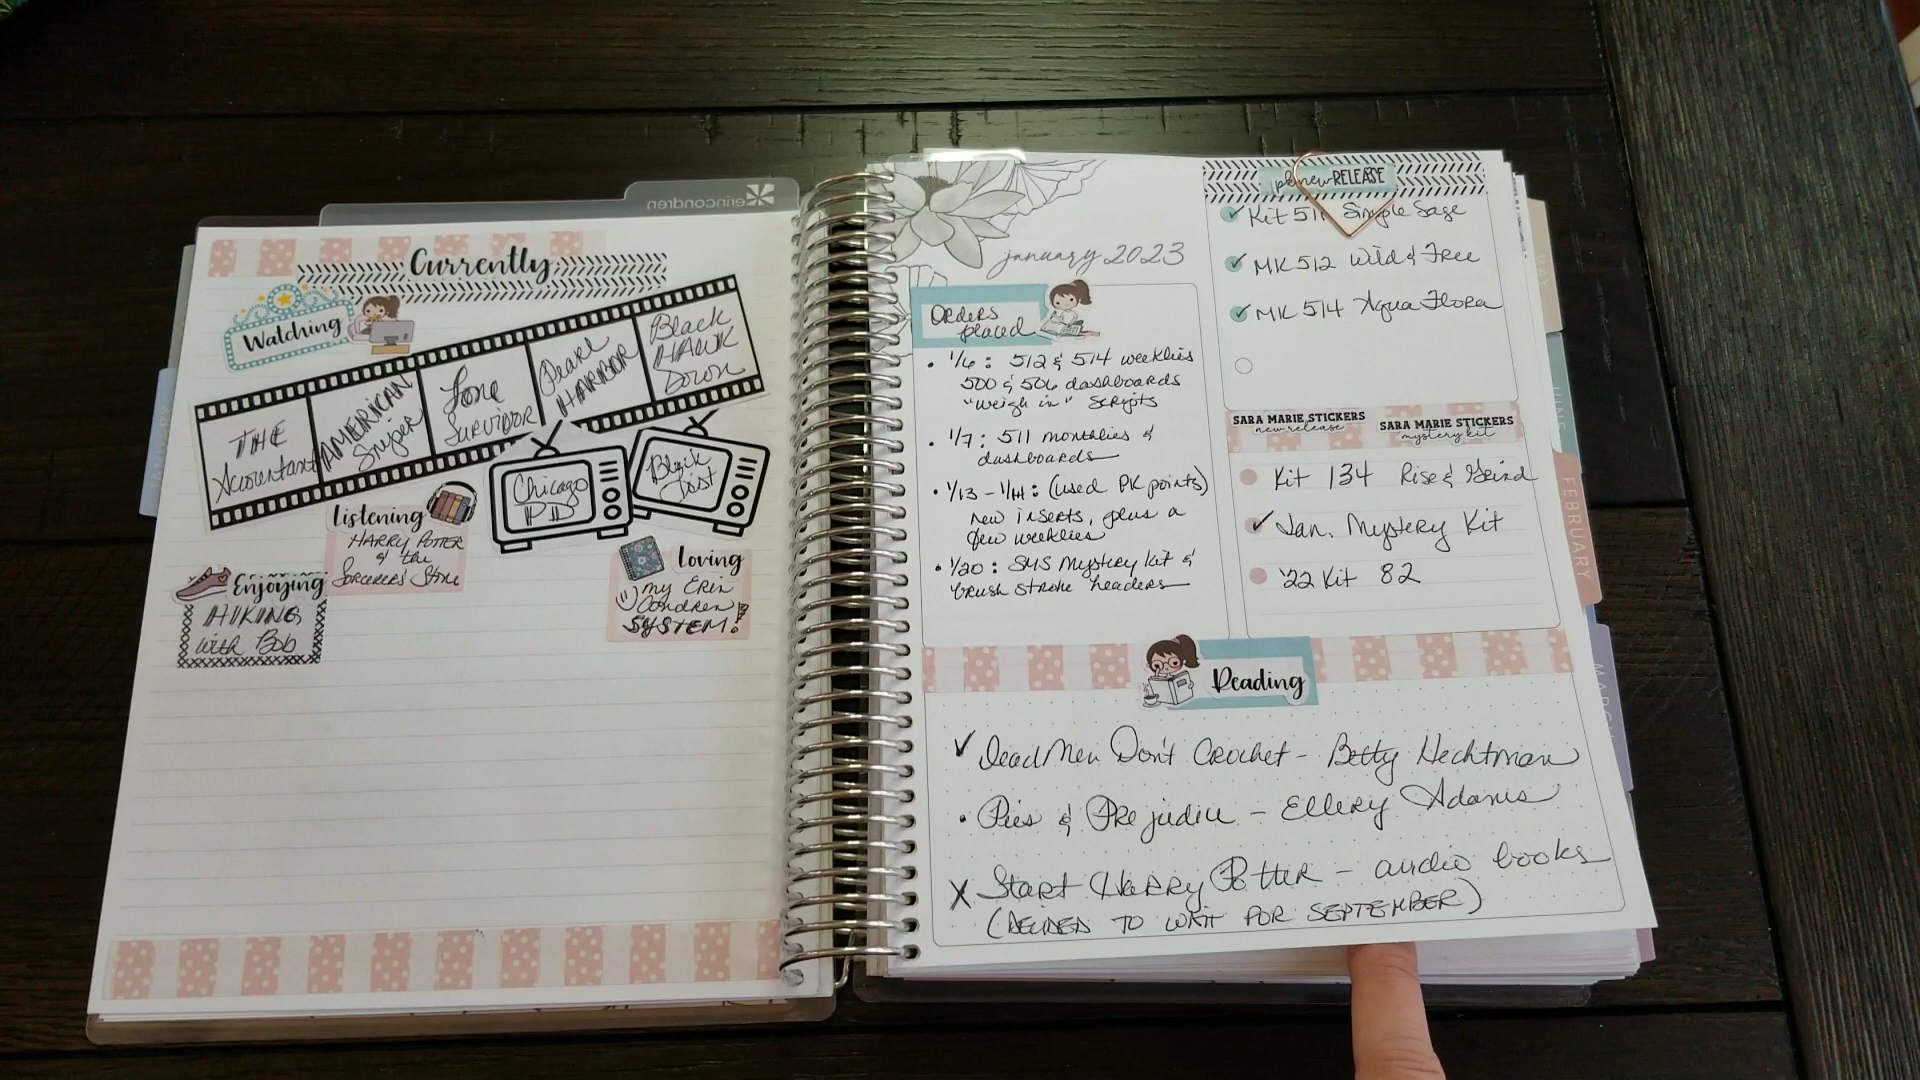 erincondren
Currently
Watching
THE
Accountant
AMERICAN
Sniper
Lone
SURVIVOR
Pearl
HARBOR
Black
HAWK
Down
Chicago
PD
Black
List
Listening
HARRY POTTER
& the
Sorcerers Stone
Enjoying
HIKING
with Bob
Loving
my Erin
Condren
SYSTEM!
january 2023
Orders
placed
• 1/6: 512 & 514 weeklies
500 & 506 dashboards
"weigh in" scripts
• 1/7: 511 monthlies &
dashboards
• 1/13 - 1/14: (used PK points)
new inserts, plus a
few weeklies
• 1/20: SMS Mystery Kit &
brush stroke headers
new RELEASE
✓ Kit 511 Simple Sage
✓ MK 512 Wild & Free
✓ MK 514 Aqua Flora
SARA MARIE STICKERS
new release
SARA MARIE STICKERS
mystery kit
Kit 134 Rise & Grind
✓ Jan. Mystery Kit
'22 Kit 82
Reading
✓ Dead Men Don't Crochet - Betty Hechtman
• Pies & Prejudice - Ellery Adams
X Start Harry Potter - audio books
(DECIDED TO WAIT FOR SEPTEMBER)
MAY
JUNE
FEBRUARY
MARCH